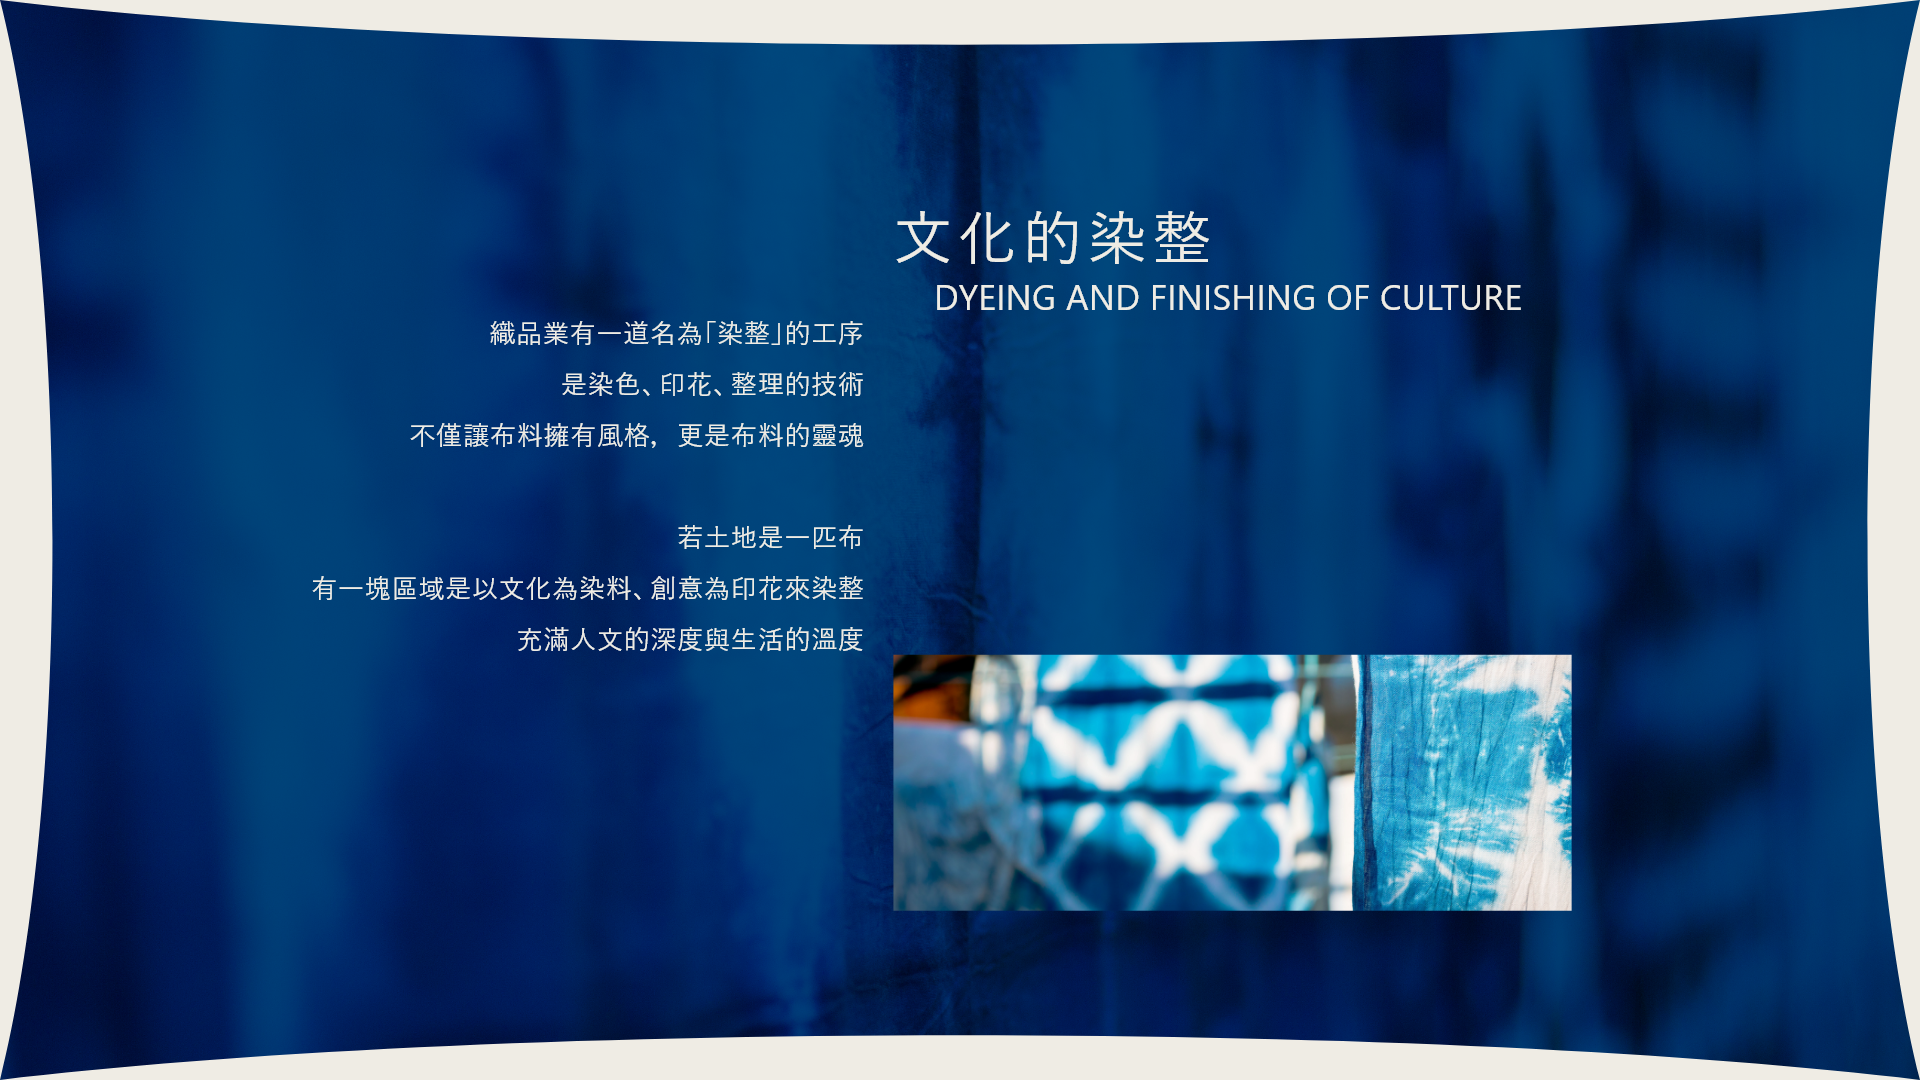 文化的染整
DYEING AND FINISHING OF CULTURE
織品業有一道名為「染整」的工序
是染色、印花、整理的技術
不僅讓布料擁有風格，更是布料的靈魂
若土地是一匹布
有一塊區域是以文化為染料、創意為印花來染整
充滿人文的深度與生活的溫度